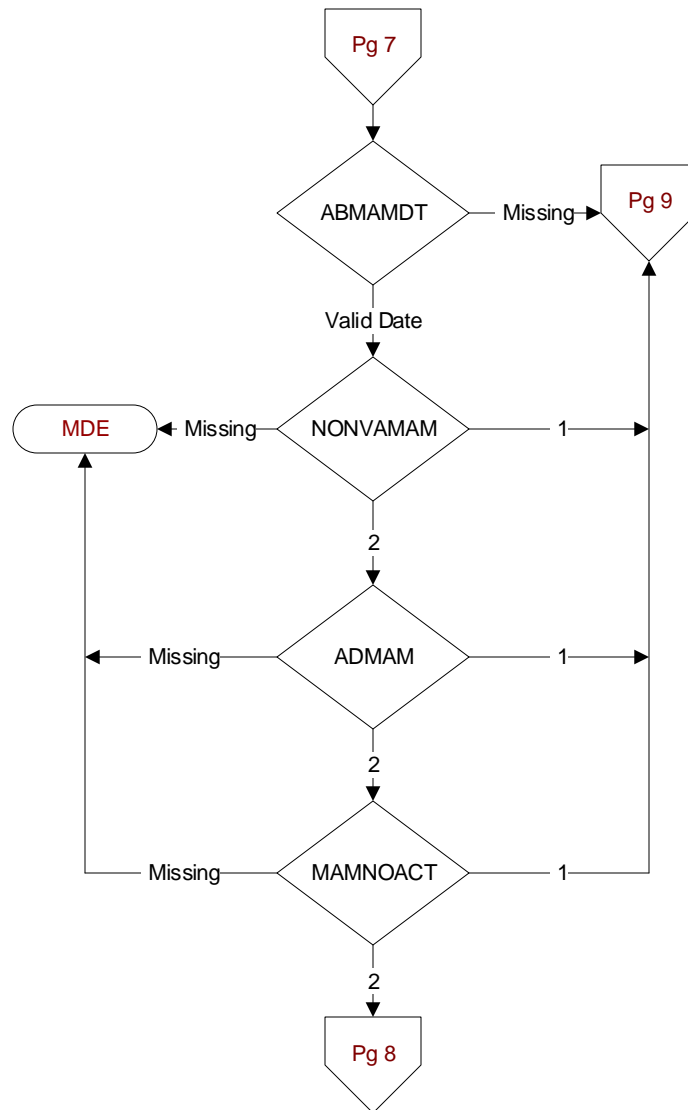 Pg 7
ABMAMDT
Missing
Pg 9
Valid Date
MDE
Missing
NONVAMAM
1
2
Missing
ADMAM
1
2
Missing
MAMNOACT
1
2
Pg 8